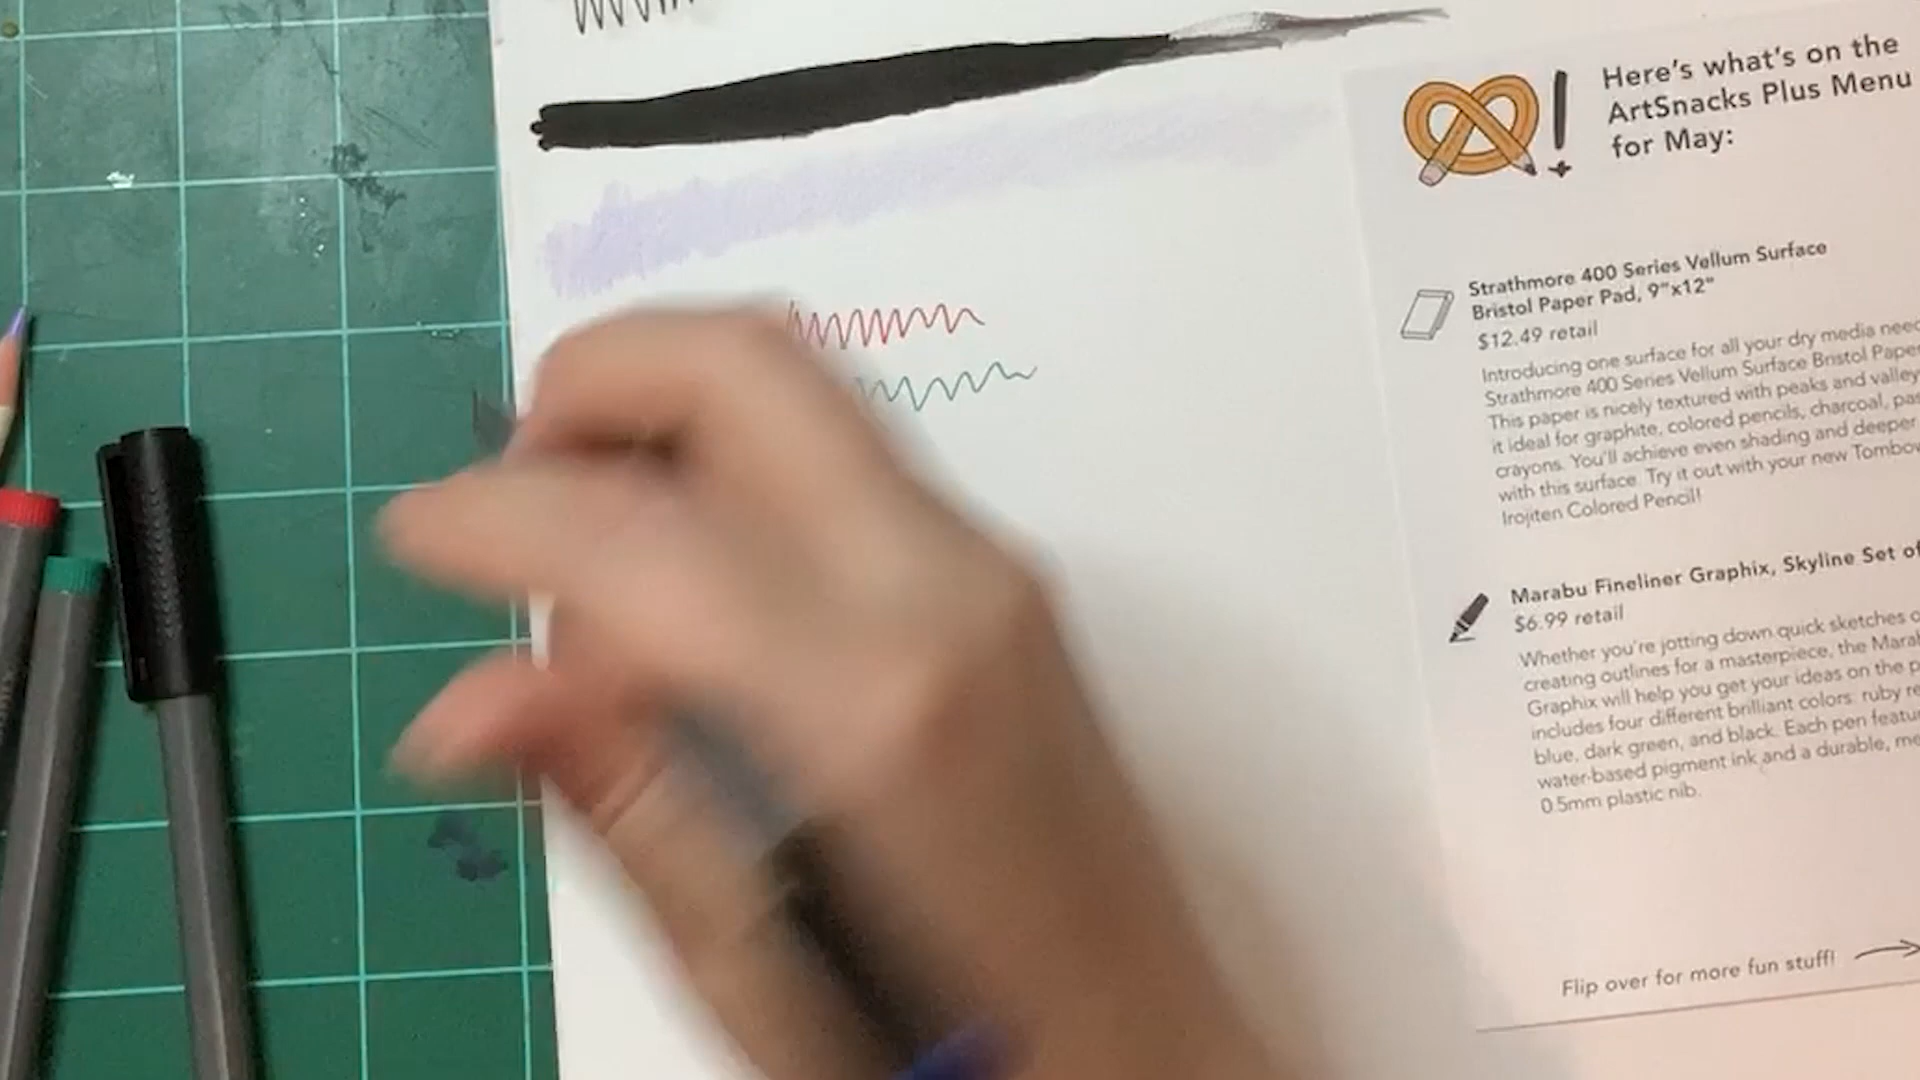 Here's what's on the
ArtSnacks Plus Menu
for May:
Strathmore 400 Series Vellum Surface
Bristol Paper Pad, 9"x12"
$12.49 retail
Introducing one surface for all your dry media
Strathmore 400 Series Vellum Surface Bristol
This paper is nicely textured with peaks and
it ideal for graphite, colored pencils, charcoal,
crayons. You'll achieve even shading and deeper
with this surface. Try it out with your new
Irojiten Colored Pencil!
Marabu Fineliner Graphix, Skyline Set of
$6.99 retail
Whether you're jotting down quick sketches
creating outlines for a masterpiece, the
Graphix will help you get your ideas on the
includes four different brilliant colors: ruby
blue, dark green, and black. Each pen
water-based pigment ink and a durable,
0.5mm plastic nib.
Flip over for more fun stuff!